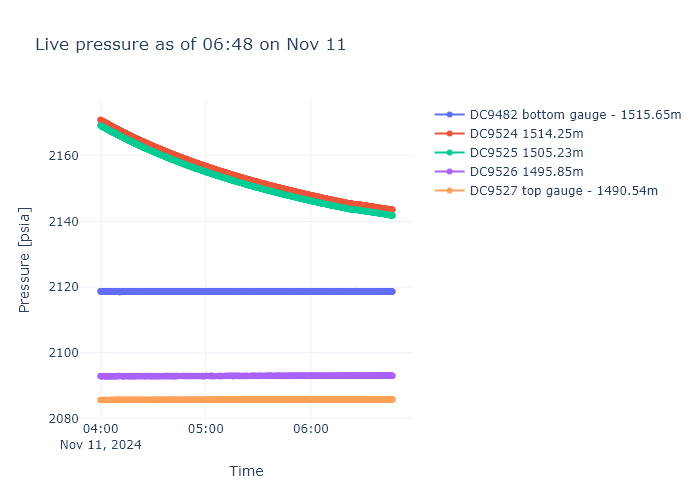 Live pressure as of 06:48 on Nov 11
DC9482 bottom gauge - 1515.65m
DC9524 1514.25m
DC9525 1505.23m
DC9526 1495.85m
DC9527 top gauge - 1490.54m
Pressure [psia]
2160
2140
2120
2100
2080
04:00
05:00
06:00
Nov 11, 2024
Time